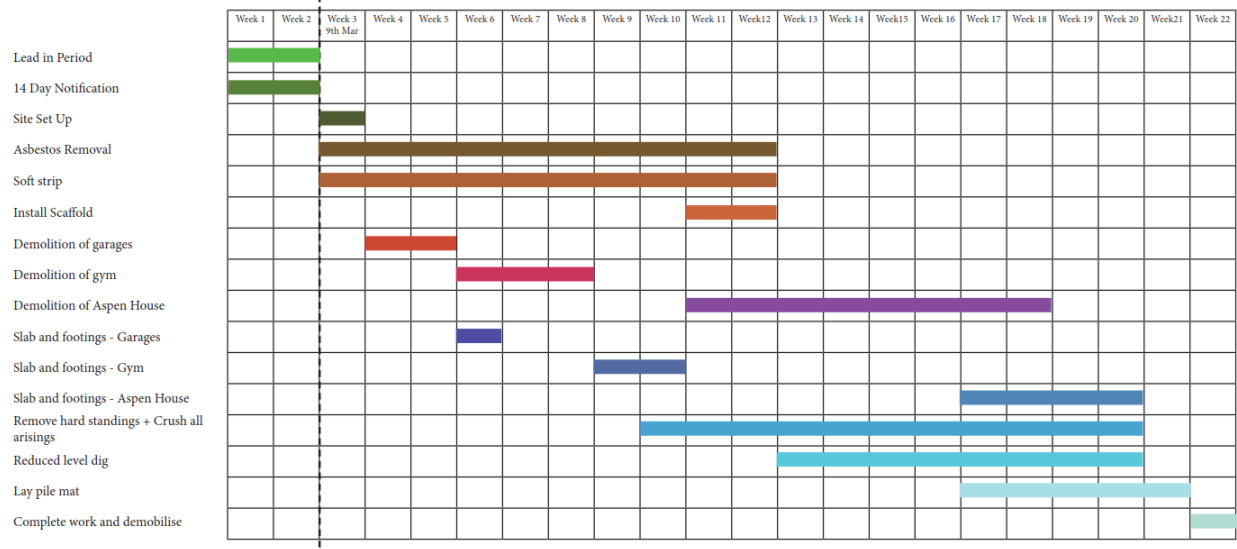 Week 1 Week 2 Week 3 Week 4 Week 5 Week 6 Week 7 Week 8 Week 9 Week 10 Week 11 Week12 Week 13 Week 14 Week15 Week 16 Week 17 Week 18 Week 19 Week 20 Week21 Week 22
9th Mar
Lead in Period
14 Day Notification
Site Set Up
Asbestos Removal
Soft strip
Install Scaffold
Demolition of garages
Demolition of gym
Demolition of Aspen House
Slab and footings - Garages
Slab and footings - Gym
Slab and footings - Aspen House
Remove hard standings + Crush all
arisings
Reduced level dig
Lay pile mat
Complete work and demobilise